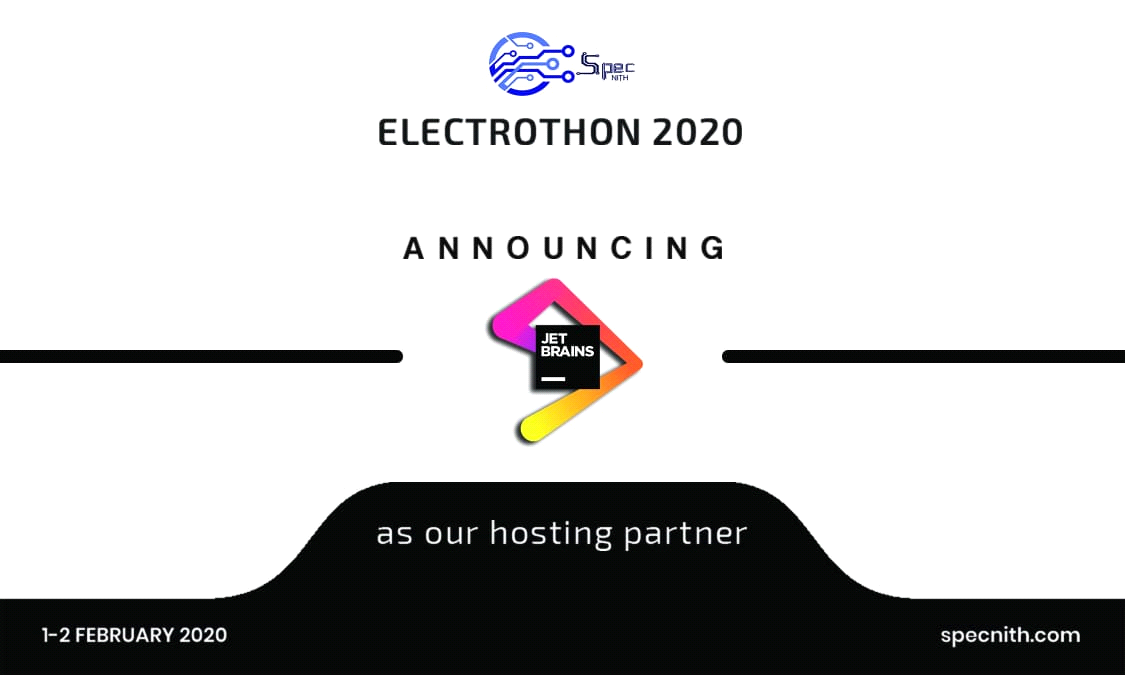 Spec
NITH
ELECTROTHON 2020
ANNOUNCING
JET
BRAINS
as our hosting partner
1-2 FEBRUARY 2020
specnith.com